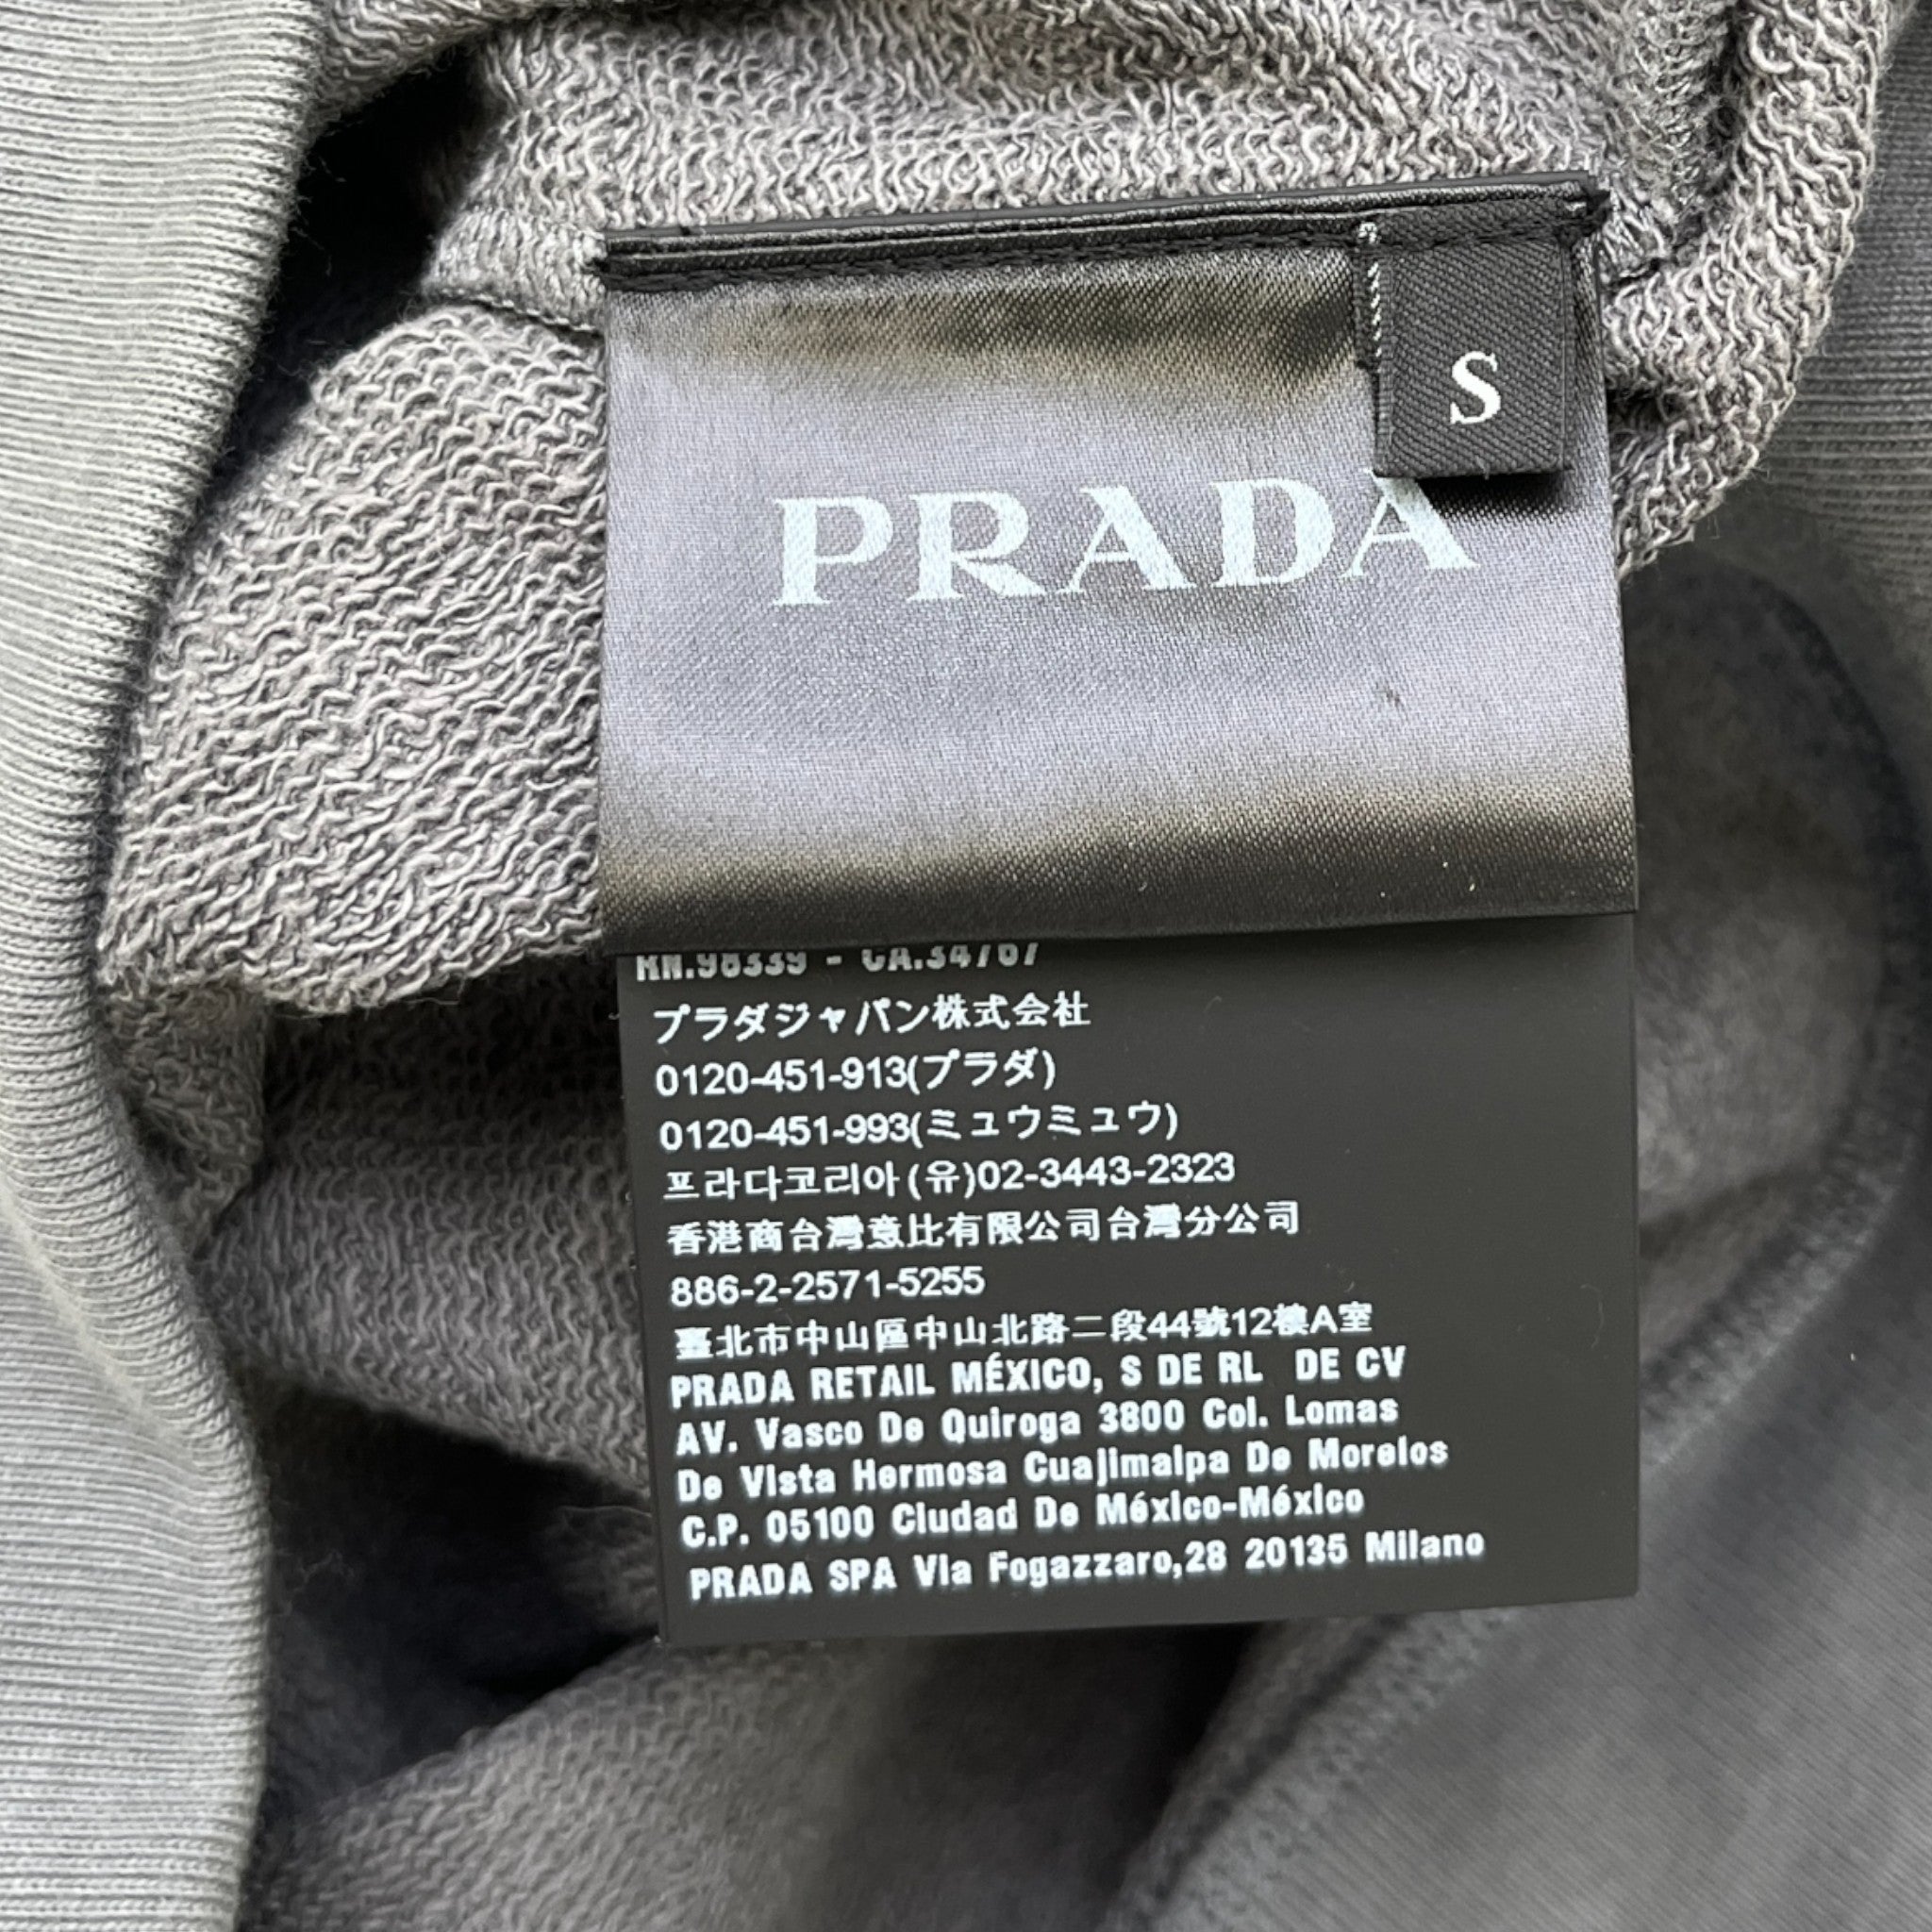 S
PRADA
RN.98339 - CA.34767
プラダジャパン株式会社
0120-451-913(プラダ)
0120-451-993(ミュウミュウ)
프라다코리아(유)02-3443-2323
香港商台灣意比有限公司台灣分公司
886-2-2571-5255
臺北市中山區中山北路二段44號12樓A室
PRADA RETAIL MÉXICO, S DE RL DE CV
AV. Vasco De Quiroga 3800 Col. Lomas
De Vista Hermosa Cuajimalpa De Morelos
C.P. 05100 Ciudad De México-México
PRADA SPA Via Fogazzaro,28 20135 Milano